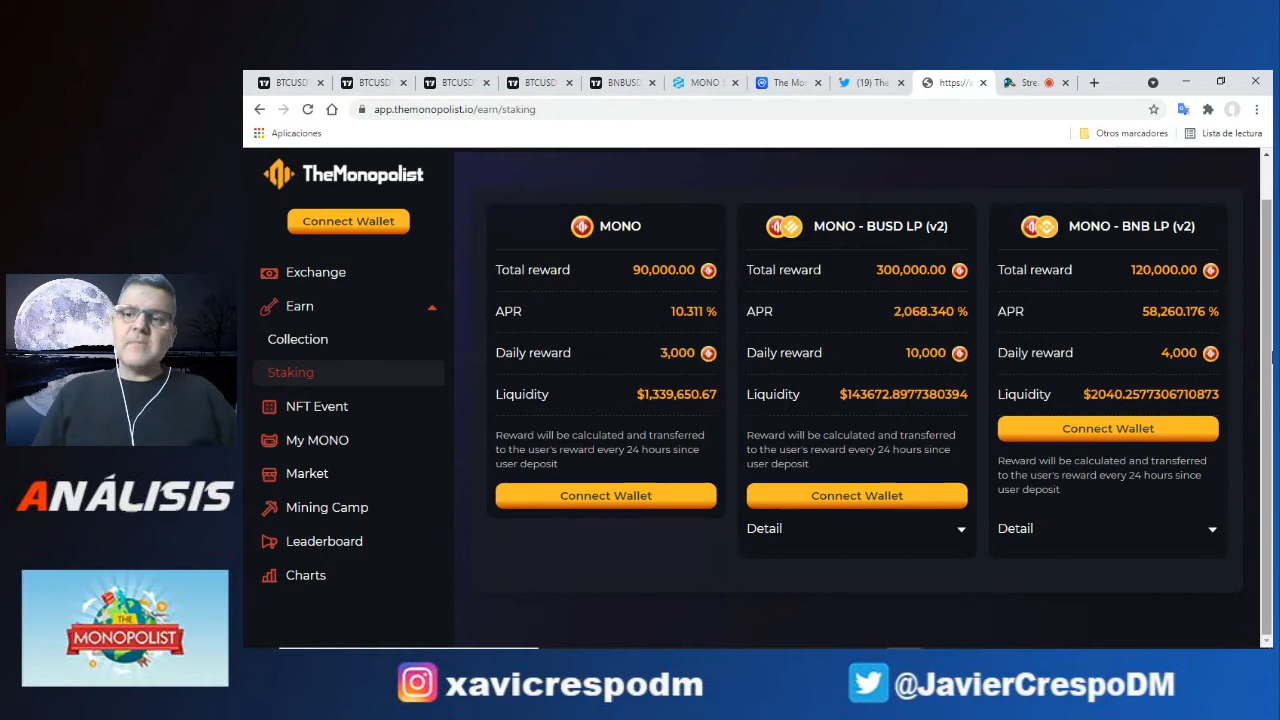 BTCUSD
BTCUSD
BTCUSD
BTCUSD
BNBUSD
MONO S
The Mon
(19) The
https://a
Stre
app.themonopolist.io/earn/staking
Aplicaciones
Otros marcadores
Lista de lectura
TheMonopolist
Connect Wallet
Exchange
Earn
Collection
Staking
NFT Event
My MONO
Market
Mining Camp
Leaderboard
Charts
MONO
Total reward 90,000.00
APR 10.311 %
Daily reward 3,000
Liquidity $1,339,650.67
Reward will be calculated and transferred
to the user's reward every 24 hours since
user deposit
Connect Wallet
MONO - BUSD LP (v2)
Total reward 300,000.00
APR 2,068.340 %
Daily reward 10,000
Liquidity $143672.8977380394
Reward will be calculated and transferred
to the user's reward every 24 hours since
user deposit
Connect Wallet
Detail
MONO - BNB LP (v2)
Total reward 120,000.00
APR 58,260.176 %
Daily reward 4,000
Liquidity $2040.2577306710873
Connect Wallet
Reward will be calculated and transferred
to the user's reward every 24 hours since
user deposit
Detail
ANÁLISIS
THE
MONOPOLIST
xavicrespodm
@JavierCrespoDM